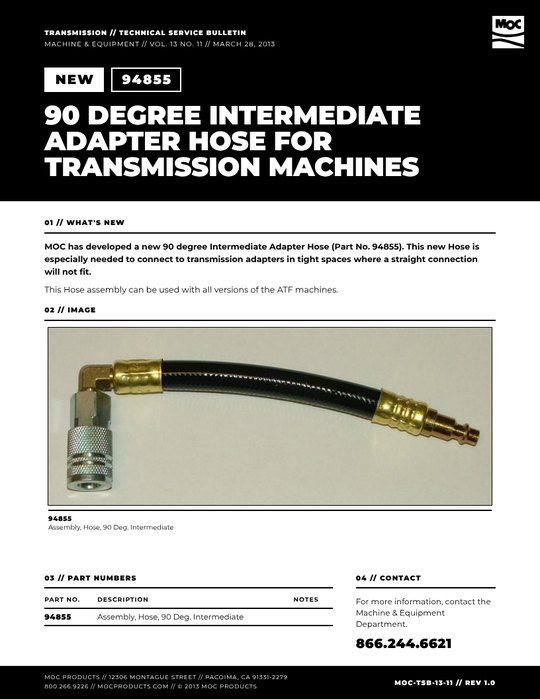 TRANSMISSION // TECHNICAL SERVICE BULLETIN
MACHINE & EQUIPMENT // VOL. 13 NO. 11 // MARCH 28, 2013
MOC
NEW 94855
90 DEGREE INTERMEDIATE
ADAPTER HOSE FOR
TRANSMISSION MACHINES
01 // WHAT'S NEW
MOC has developed a new 90 degree Intermediate Adapter Hose (Part No. 94855). This new Hose is
especially needed to connect to transmission adapters in tight spaces where a straight connection
will not fit.
This Hose assembly can be used with all versions of the ATF machines.
02 // IMAGE
94855
Assembly, Hose, 90 Deg. Intermediate
03 // PART NUMBERS
PART NO. DESCRIPTION NOTES
94855 Assembly, Hose, 90 Deg. Intermediate
04 // CONTACT
For more information, contact the
Machine & Equipment
Department.
866.244.6621
MOC PRODUCTS // 12306 MONTAGUE STREET // PACOIMA, CA 91331-2279
800.266.9226 // MOCPRODUCTS.COM // © 2013 MOC PRODUCTS
MOC-TSB-13-11 // REV 1.0